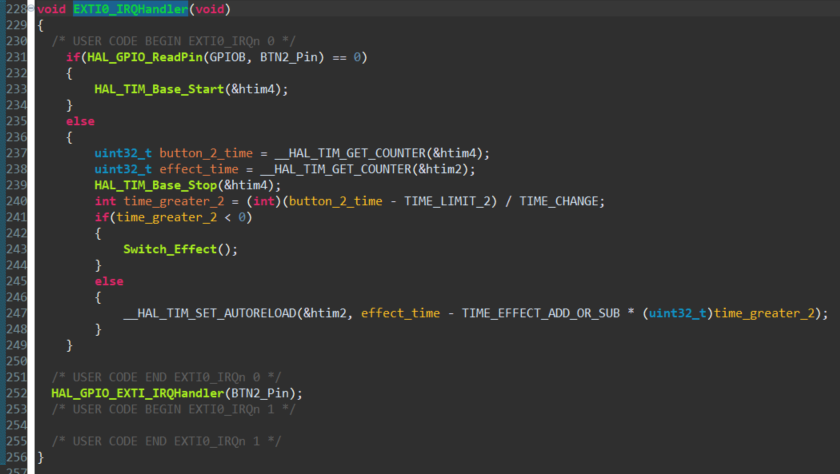 228 void EXTI0_IRQHandler(void)
229 {
230 /* USER CODE BEGIN EXTI0_IRQn 0 */
231 if(HAL_GPIO_ReadPin(GPIOB, BTN2_Pin) == 0)
232 {
233 HAL_TIM_Base_Start(&htim4);
234 }
235 else
236 {
237 uint32_t button_2_time = __HAL_TIM_GET_COUNTER(&htim4);
238 uint32_t effect_time = __HAL_TIM_GET_COUNTER(&htim2);
239 HAL_TIM_Base_Stop(&htim4);
240 int time_greater_2 = (int)(button_2_time - TIME_LIMIT_2) / TIME_CHANGE;
241 if(time_greater_2 < 0)
242 {
243 Switch_Effect();
244 }
245 else
246 {
247 __HAL_TIM_SET_AUTORELOAD(&htim2, effect_time - TIME_EFFECT_ADD_OR_SUB * (uint32_t)time_greater_2);
248 }
249 }
250
251 /* USER CODE END EXTI0_IRQn 0 */
252 HAL_GPIO_EXTI_IRQHandler(BTN2_Pin);
253 /* USER CODE BEGIN EXTI0_IRQn 1 */
254
255 /* USER CODE END EXTI0_IRQn 1 */
256 }
257